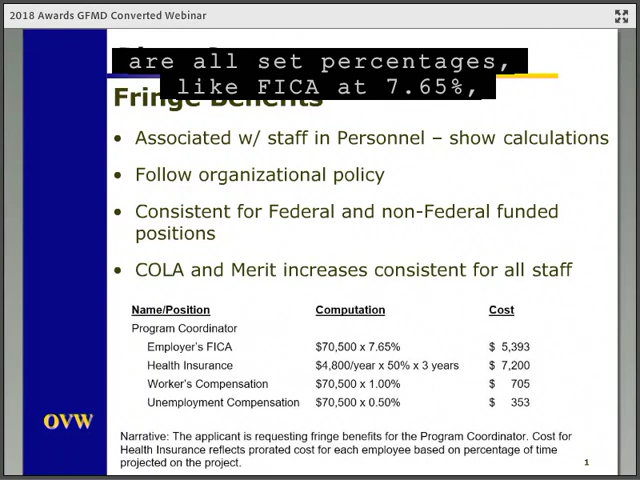 2018 Awards GFMD Converted Webinar
are all set percentages,
like FICA at 7.65%,
Fringe Benefits
• Associated w/ staff in Personnel – show calculations
• Follow organizational policy
• Consistent for Federal and non-Federal funded
positions
• COLA and Merit increases consistent for all staff
Name/Position Computation Cost
Program Coordinator
Employer's FICA $70,500 x 7.65% $ 5,393
Health Insurance $4,800/year x 50% x 3 years $ 7,200
Worker's Compensation $70,500 x 1.00% $ 705
Unemployment Compensation $70,500 x 0.50% $ 353
OVW
Narrative: The applicant is requesting fringe benefits for the Program Coordinator. Cost for
Health Insurance reflects prorated cost for each employee based on percentage of time
projected on the project.
1